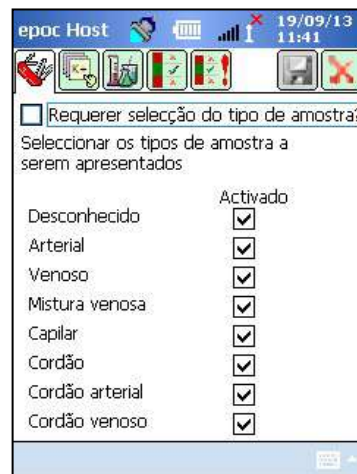 epoc Host 19/09/13
11:41
Requerer selecção do tipo de amostra?
Seleccionar os tipos de amostra a
serem apresentados
Activado
Desconhecido
Arterial
Venoso
Mistura venosa
Capilar
Cordão
Cordão arterial
Cordão venoso